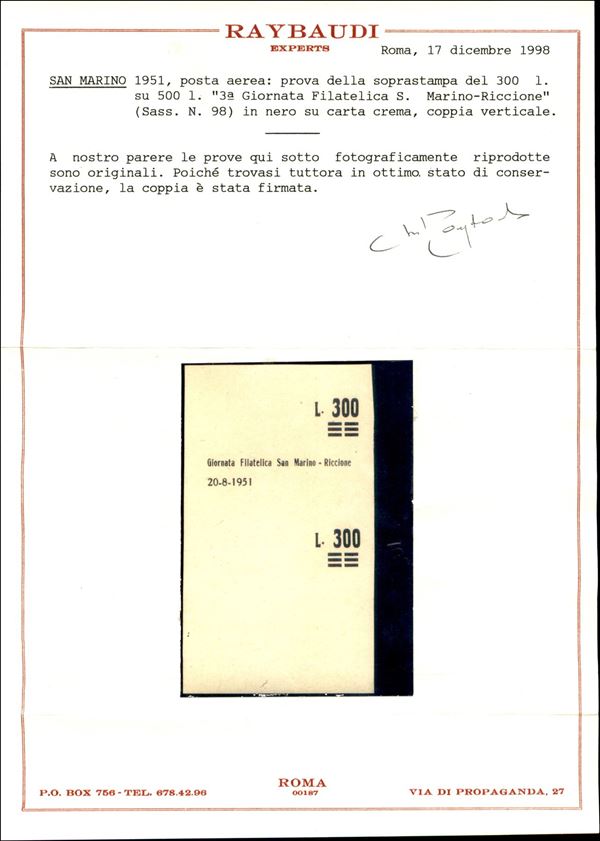 RAYBAUDI
EXPERTS
Roma, 17 dicembre 1998
SAN MARINO 1951, posta aerea: prova della soprastampa del 300 l.
su 500 l. "3ª Giornata Filatelica S. Marino-Riccione"
(Sass. N. 98) in nero su carta crema, coppia verticale.
A nostro parere le prove qui sotto fotograficamente riprodotte
sono originali. Poiché trovasi tuttora in ottimo stato di conser-
vazione, la coppia è stata firmata.
L. 300
Giornata Filatelica San Marino - Riccione
20-8-1951
L. 300
P.O. BOX 756 - TEL. 678.42.96
ROMA
00187
VIA DI PROPAGANDA, 27